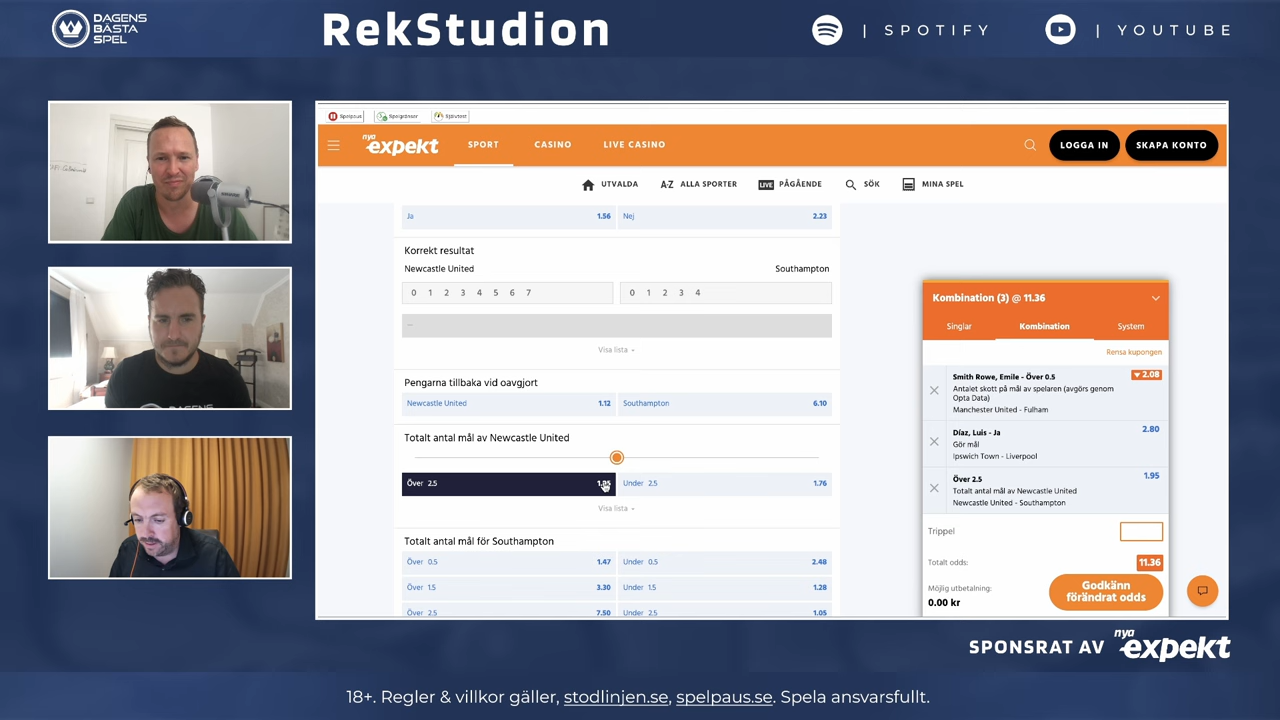 DAGENS
BÄSTA
SPEL
RekStudion
| SPOTIFY
| YOUTUBE
Spelpaus
Spelgränser
Självtest
nya
expekt
SPORT
CASINO
LIVE CASINO
LOGGA IN
SKAPA KONTO
UTVALDA
A-Z ALLA SPORTER
LIVE PÅGÅENDE
SÖK
MINA SPEL
Ja 1.56 Nej 2.23
Korrekt resultat
Newcastle United Southampton
0 1 2 3 4 5 6 7 0 1 2 3 4
...
Visa lista
Pengarna tillbaka vid oavgjort
Newcastle United 1.12 Southampton 6.10
Totalt antal mål av Newcastle United
Över 2.5 1.95 Under 2.5 1.76
Visa lista
Totalt antal mål för Southampton
Över 0.5 1.47 Under 0.5 2.48
Över 1.5 3.30 Under 1.5 1.28
Över 2.5 7.50 Under 2.5 1.05
Kombination (3) @ 11.36
Singlar Kombination System
Rensa kupongen
Smith Rowe, Emile - Över 0.5 2.08
Antalet skott på mål av spelaren (avgörs genom
Opta Data)
Manchester United - Fulham
Díaz, Luis - Ja 2.80
Gör mål
Ipswich Town - Liverpool
Över 2.5 1.95
Totalt antal mål av Newcastle United
Newcastle United - Southampton
Trippel
Totalt odds: 11.36
Möjlig utbetalning:
0.00 kr
Godkänn
förändrat odds
SHURE
SPONSRAT AV nya expekt
18+. Regler & villkor gäller, stodlinjen.se, spelpaus.se. Spela ansvarsfullt.